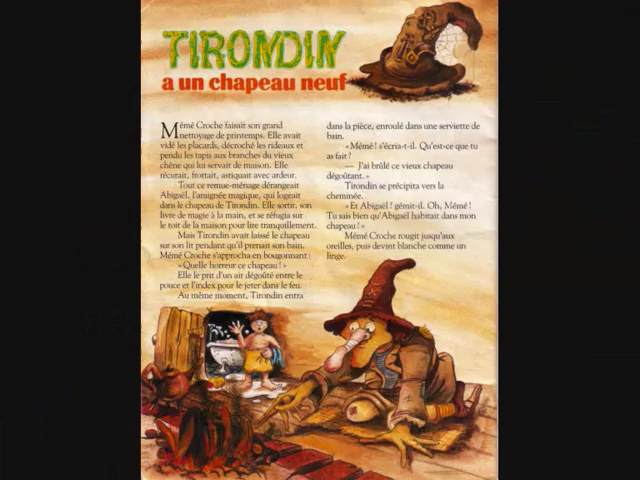 TIRONDIN
a un chapeau neuf
Mémé Croche faisait son grand
nettoyage de printemps. Elle avait
vidé les placards, décroché les rideaux et
pendu les tapis aux branches du vieux
chêne qui lui servait de maison. Elle
récurait, frottait, astiquait avec ardeur.
Tout ce remue-ménage dérangeait
Abigaël, l'araignée magique, qui logeait
dans le chapeau de Tirondin. Elle sortit, son
livre de magie à la main, et se réfugia sur
le toit de la maison pour lire tranquillement.
Mais Tirondin avait laissé le chapeau
sur son lit pendant qu'il prenait son bain.
Mémé Croche s'approcha en bougonnant :
« Quelle horreur ce chapeau ! »
Elle le prit d'un air dégoûté entre le
pouce et l'index pour le jeter dans le feu.
Au même moment, Tirondin entra
dans la pièce, enroulé dans une serviette de
bain.
« Mémé ! s'écria-t-il. Qu'est-ce que tu
as fait ?
— J'ai brûlé ce vieux chapeau
dégoûtant. »
Tirondin se précipita vers la
cheminée.
« Et Abigaël ? gémit-il. Oh, Mémé !
Tu sais bien qu'Abigaël habitait dans mon
chapeau ! »
Mémé Croche rougit jusqu'aux
oreilles, puis devint blanche comme un
linge.